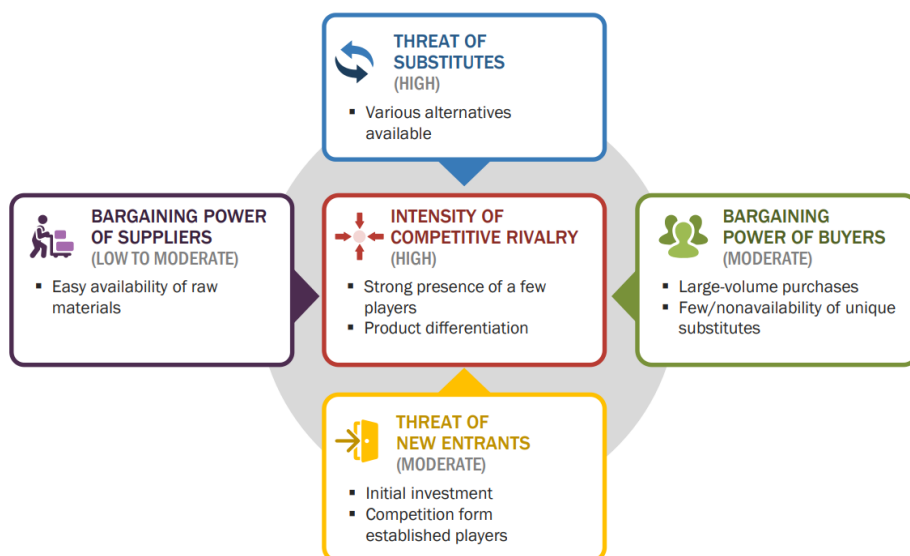 THREAT OF
SUBSTITUTES
(HIGH)
▪ Various alternatives
available
BARGAINING POWER
OF SUPPLIERS
(LOW TO MODERATE)
▪ Easy availability of raw
materials
INTENSITY OF
COMPETITIVE RIVALRY
(HIGH)
▪ Strong presence of a few
players
▪ Product differentiation
BARGAINING
POWER OF BUYERS
(MODERATE)
▪ Large-volume purchases
▪ Few/nonavailability of unique
substitutes
THREAT OF
NEW ENTRANTS
(MODERATE)
▪ Initial investment
▪ Competition form
established players